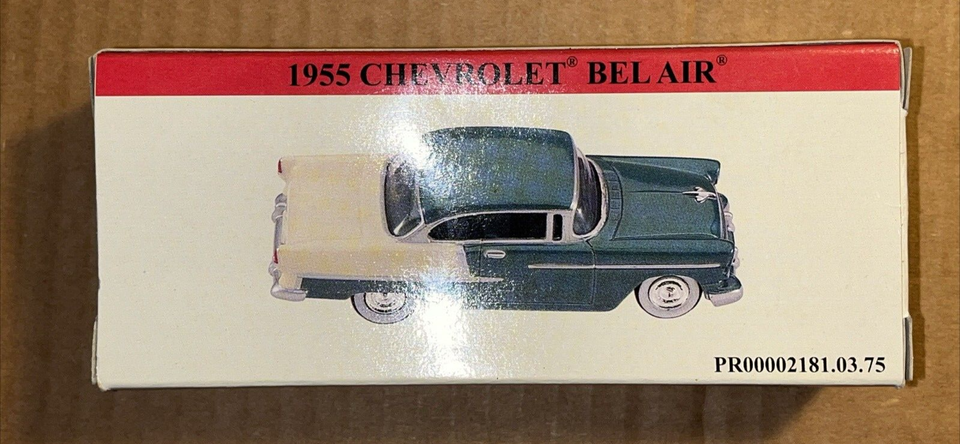 1955 CHEVROLET® BEL AIR®
PR00002181.03.75